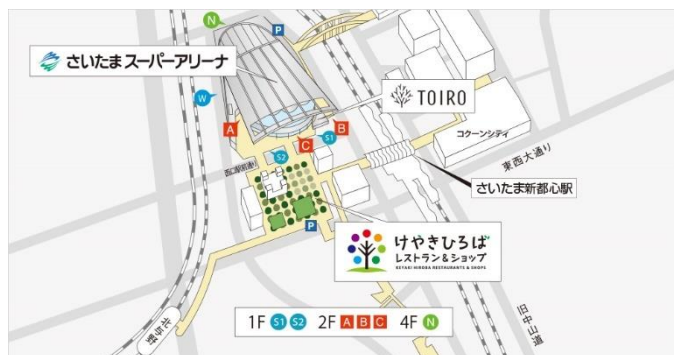 N
P
さいたまスーパーアリーナ
W
TOIRO
A
B
S1
C
コクーンシティ
S2
東西大通り
さいたま新都心駅
P
けやきひろば
レストラン&ショップ
KEYAKI HIROBA RESTAURANTS & SHOPS
1F S1 S2 2F A B C 4F N
北与野
旧中山道